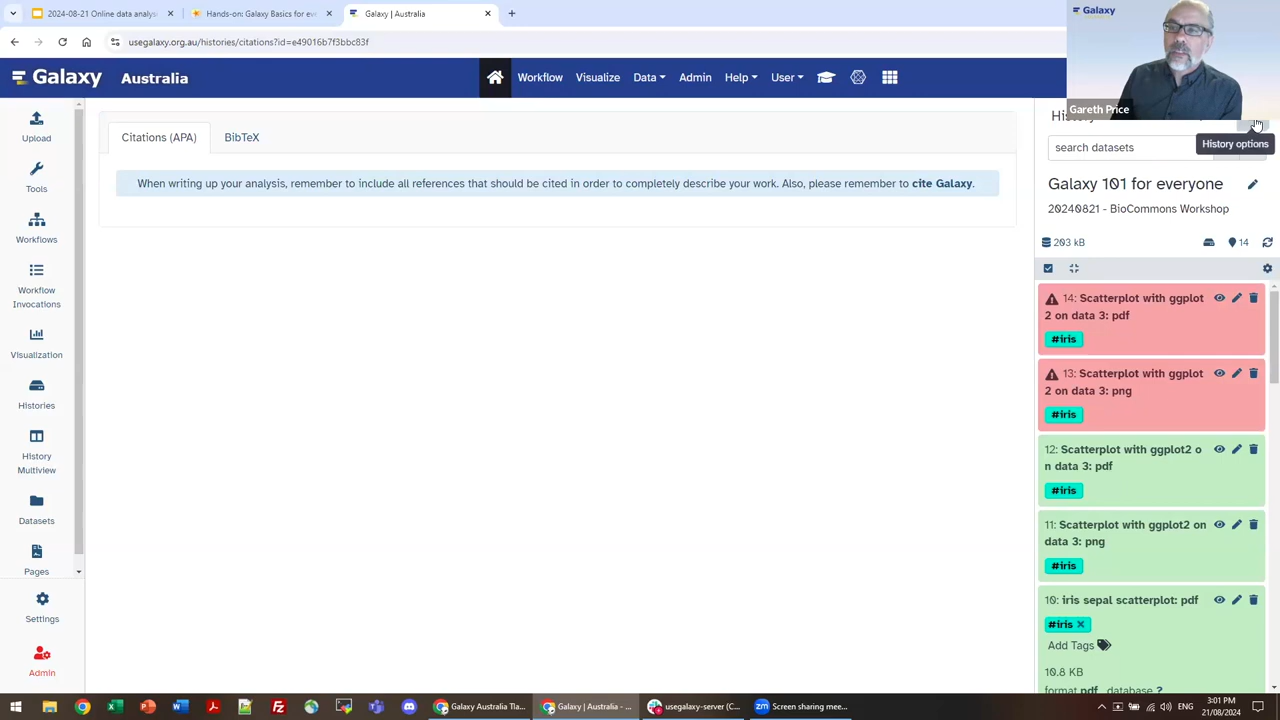 2024-08-21 Online data analysi
Hands-on: Galaxy Basics for ev
Galaxy | Australia
usegalaxy.org.au/histories/citations?id=e49016b7f3bbc83f
Galaxy Australia
Workflow
Visualize
Data
Admin
Help
User
Galaxy
Gareth Price
Upload
Tools
Workflows
Workflow
Invocations
Visualization
Histories
History
Multiview
Datasets
Pages
Settings
Admin
Citations (APA)
BibTeX
When writing up your analysis, remember to include all references that should be cited in order to completely describe your work. Also, please remember to cite Galaxy.
History options
search datasets
Galaxy 101 for everyone
20240821 - BioCommons Workshop
203 kB
14
14: Scatterplot with ggplot
2 on data 3: pdf
#iris
13: Scatterplot with ggplot
2 on data 3: png
#iris
12: Scatterplot with ggplot2 o
n data 3: pdf
#iris
11: Scatterplot with ggplot2 on
data 3: png
#iris
10: iris sepal scatterplot: pdf
#iris
Add Tags
10.8 KB
format pdf database ?
Galaxy Australia Tla...
Galaxy | Australia - ...
usegalaxy-server (C...
Screen sharing mee...
3:01 PM
21/08/2024